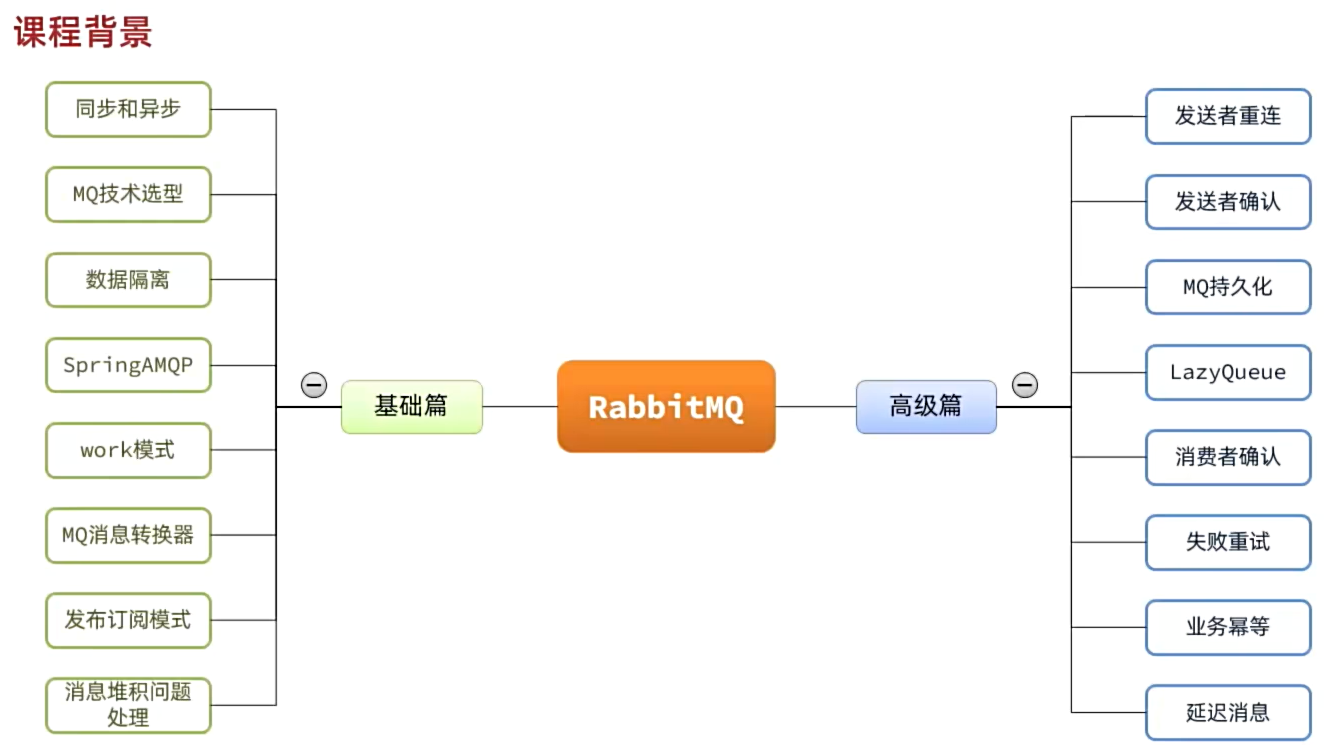 课程背景
同步和异步
MQ技术选型
数据隔离
SpringAMQP
work模式
MQ消息转换器
发布订阅模式
消息堆积问题
处理
基础篇
RabbitMQ
高级篇
发送者重连
发送者确认
MQ持久化
LazyQueue
消费者确认
失败重试
业务幂等
延迟消息